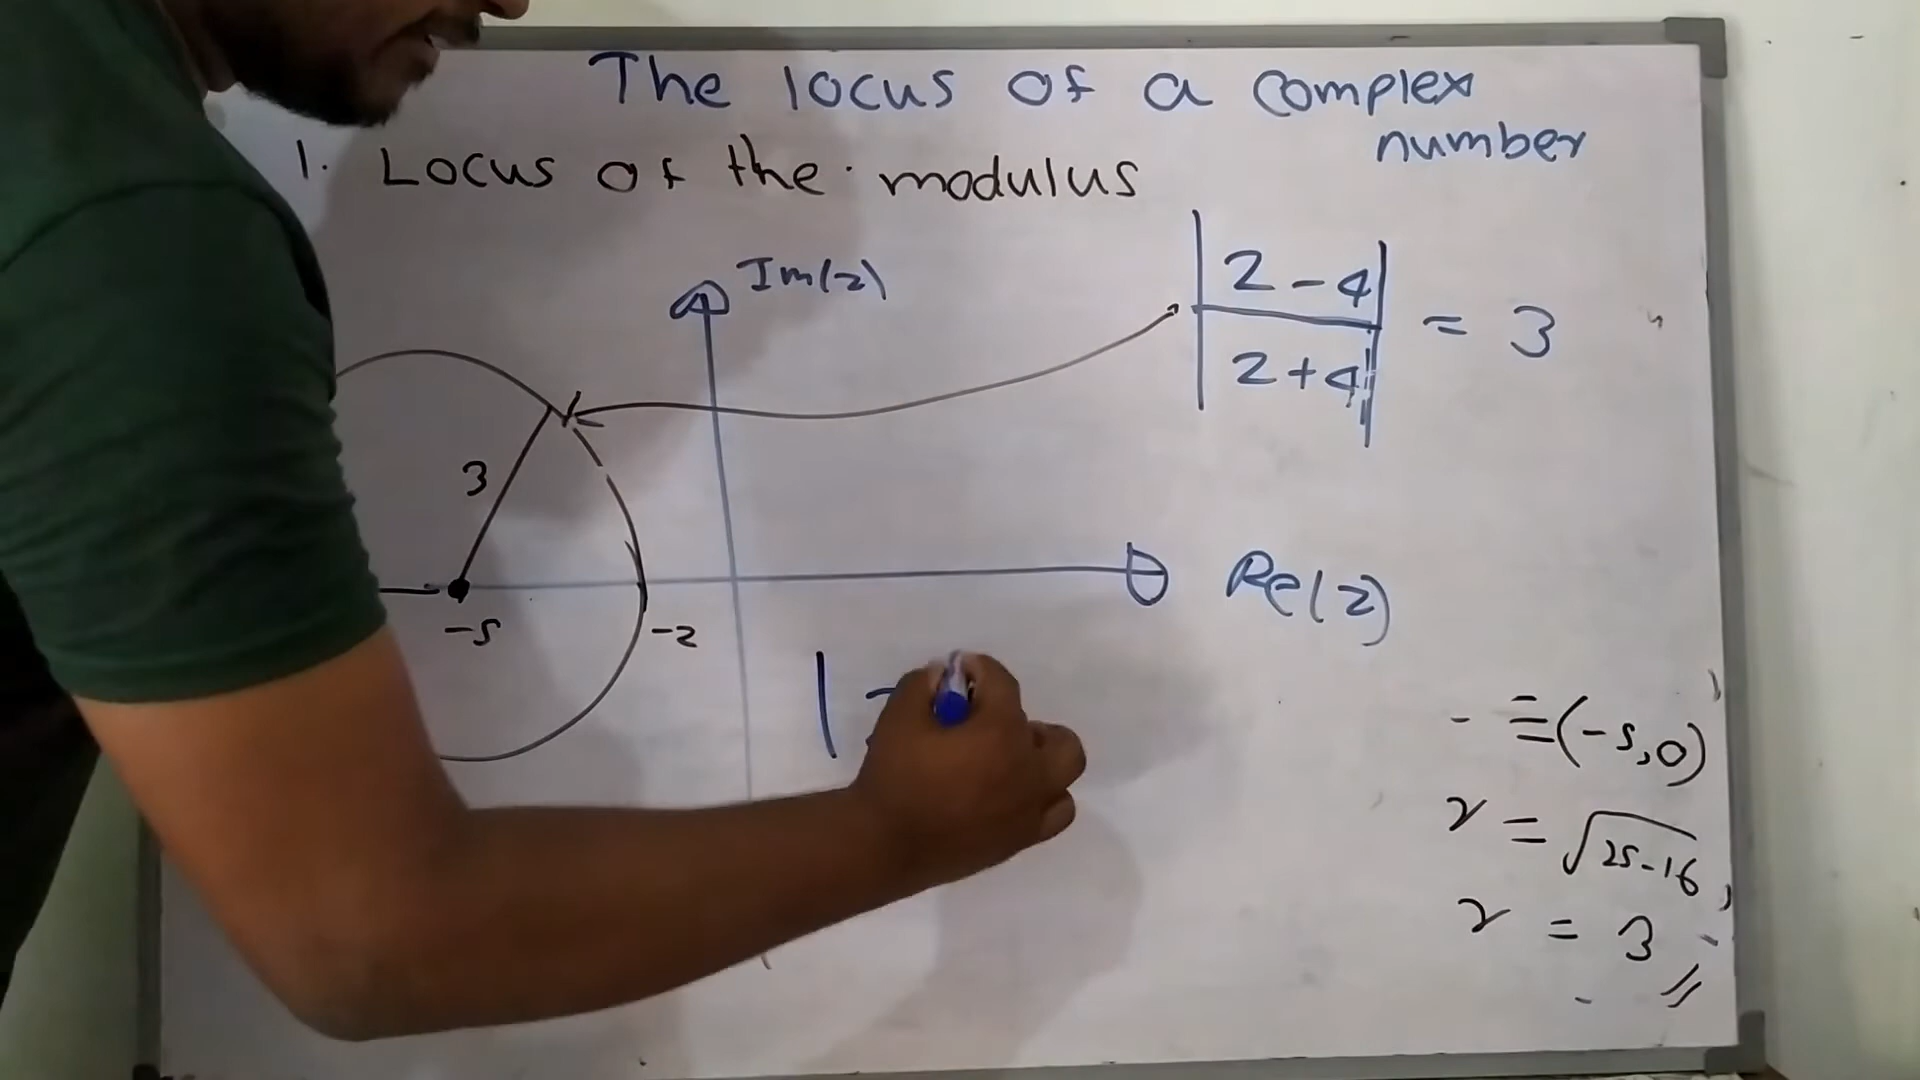 The locus of a complex
number
1. Locus of the modulus
Im(z)
|z-4|
|z+4| = 3
3
Re(z)
-5
-2
|
≡(-5,0)
r = √25-16
r = 3